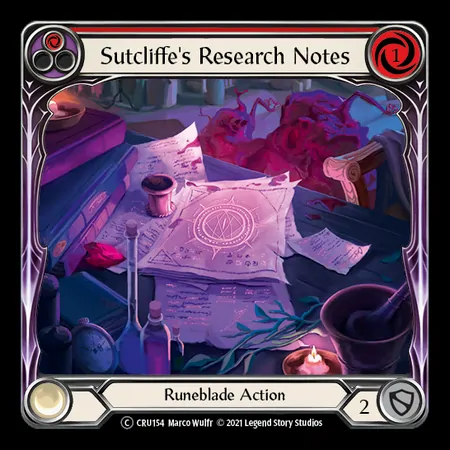 Sutcliffe's Research Notes
1
Runeblade Action
2
C CRU154 Marco Wulfr © 2021 Legend Story Studios